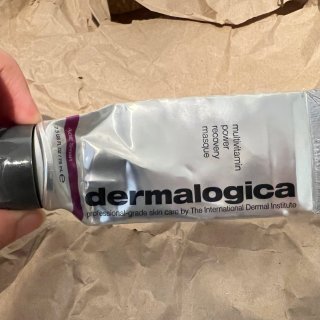 multivitamin
power
recovery
masque
dermalogica
professional-grade skin care by The International Dermal Institute